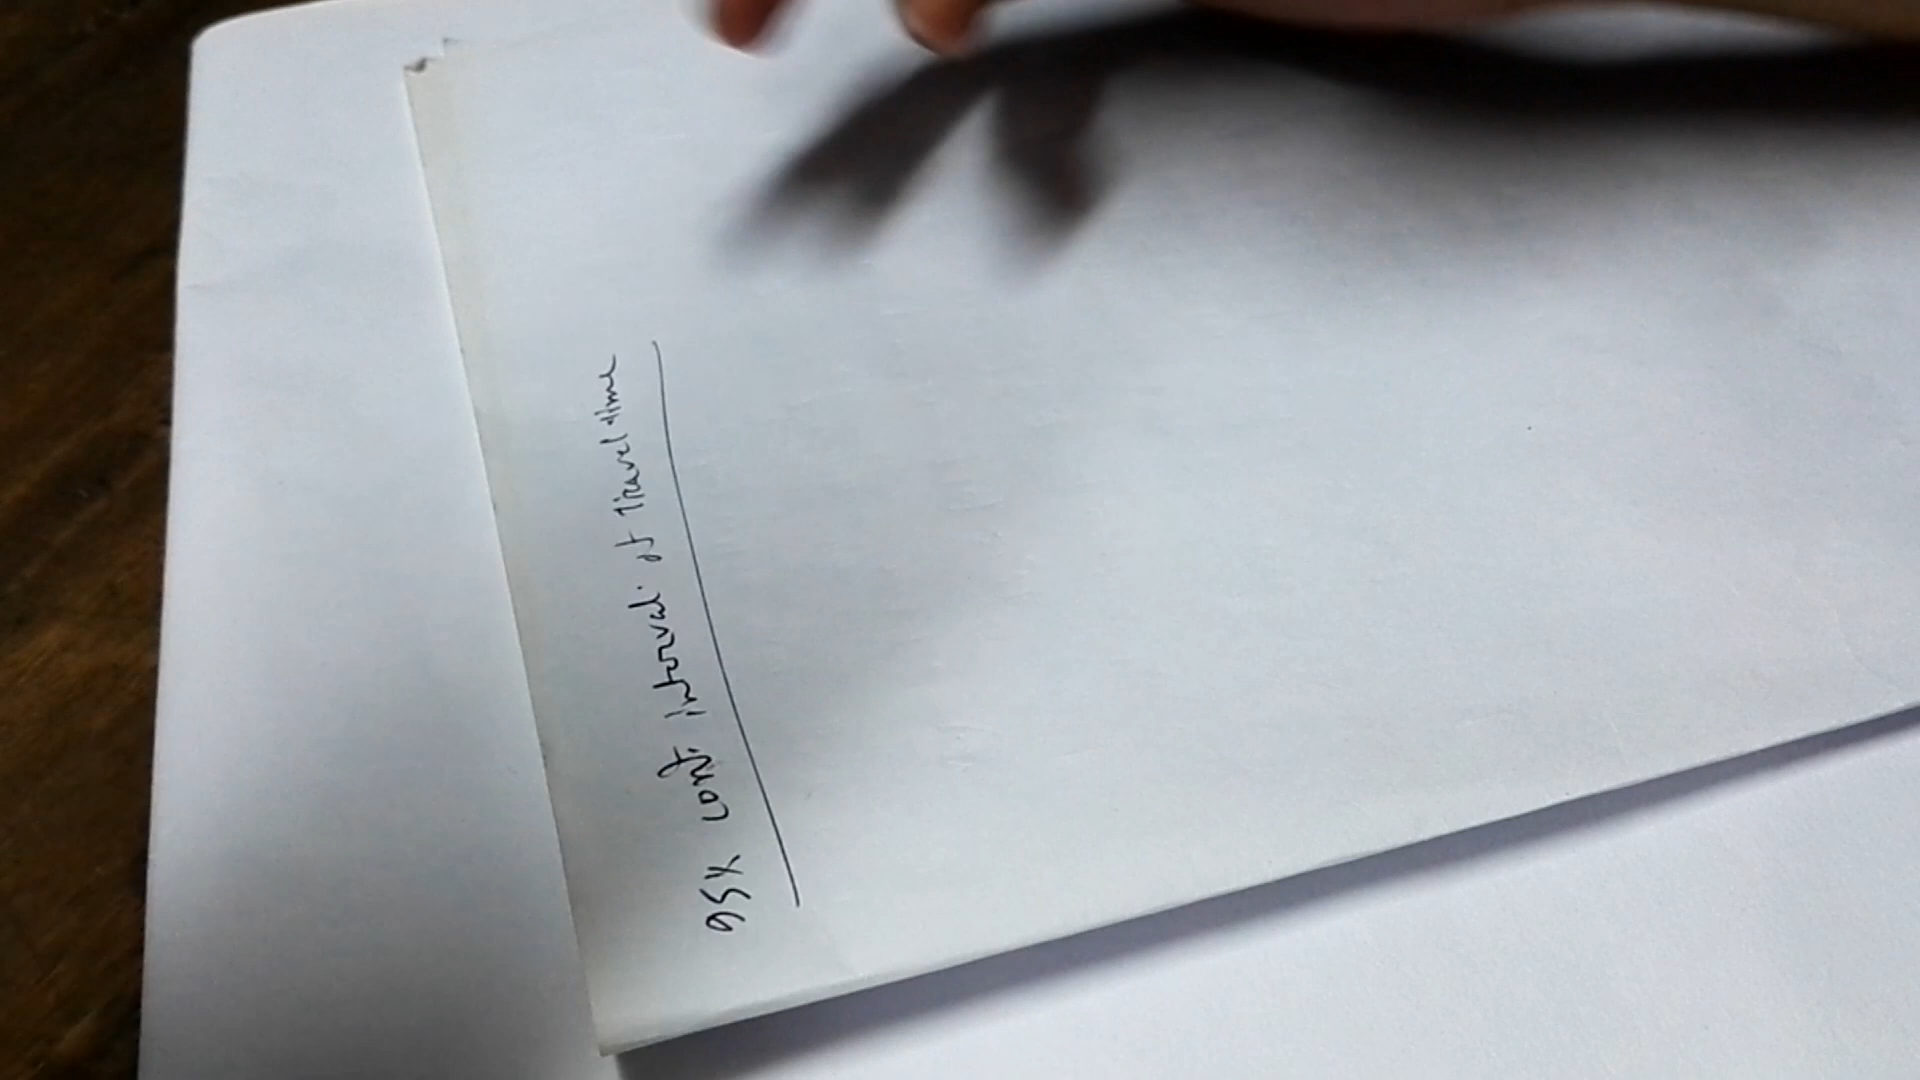 95% conf. interval. of travel time